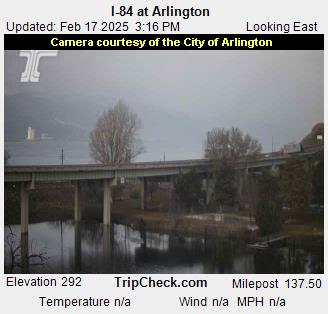 I-84 at Arlington
Updated: Feb 17 2025 3:16 PM Looking East
Camera courtesy of the City of Arlington
Elevation 292 TripCheck.com Milepost 137.50
Temperature n/a Wind n/a MPH n/a